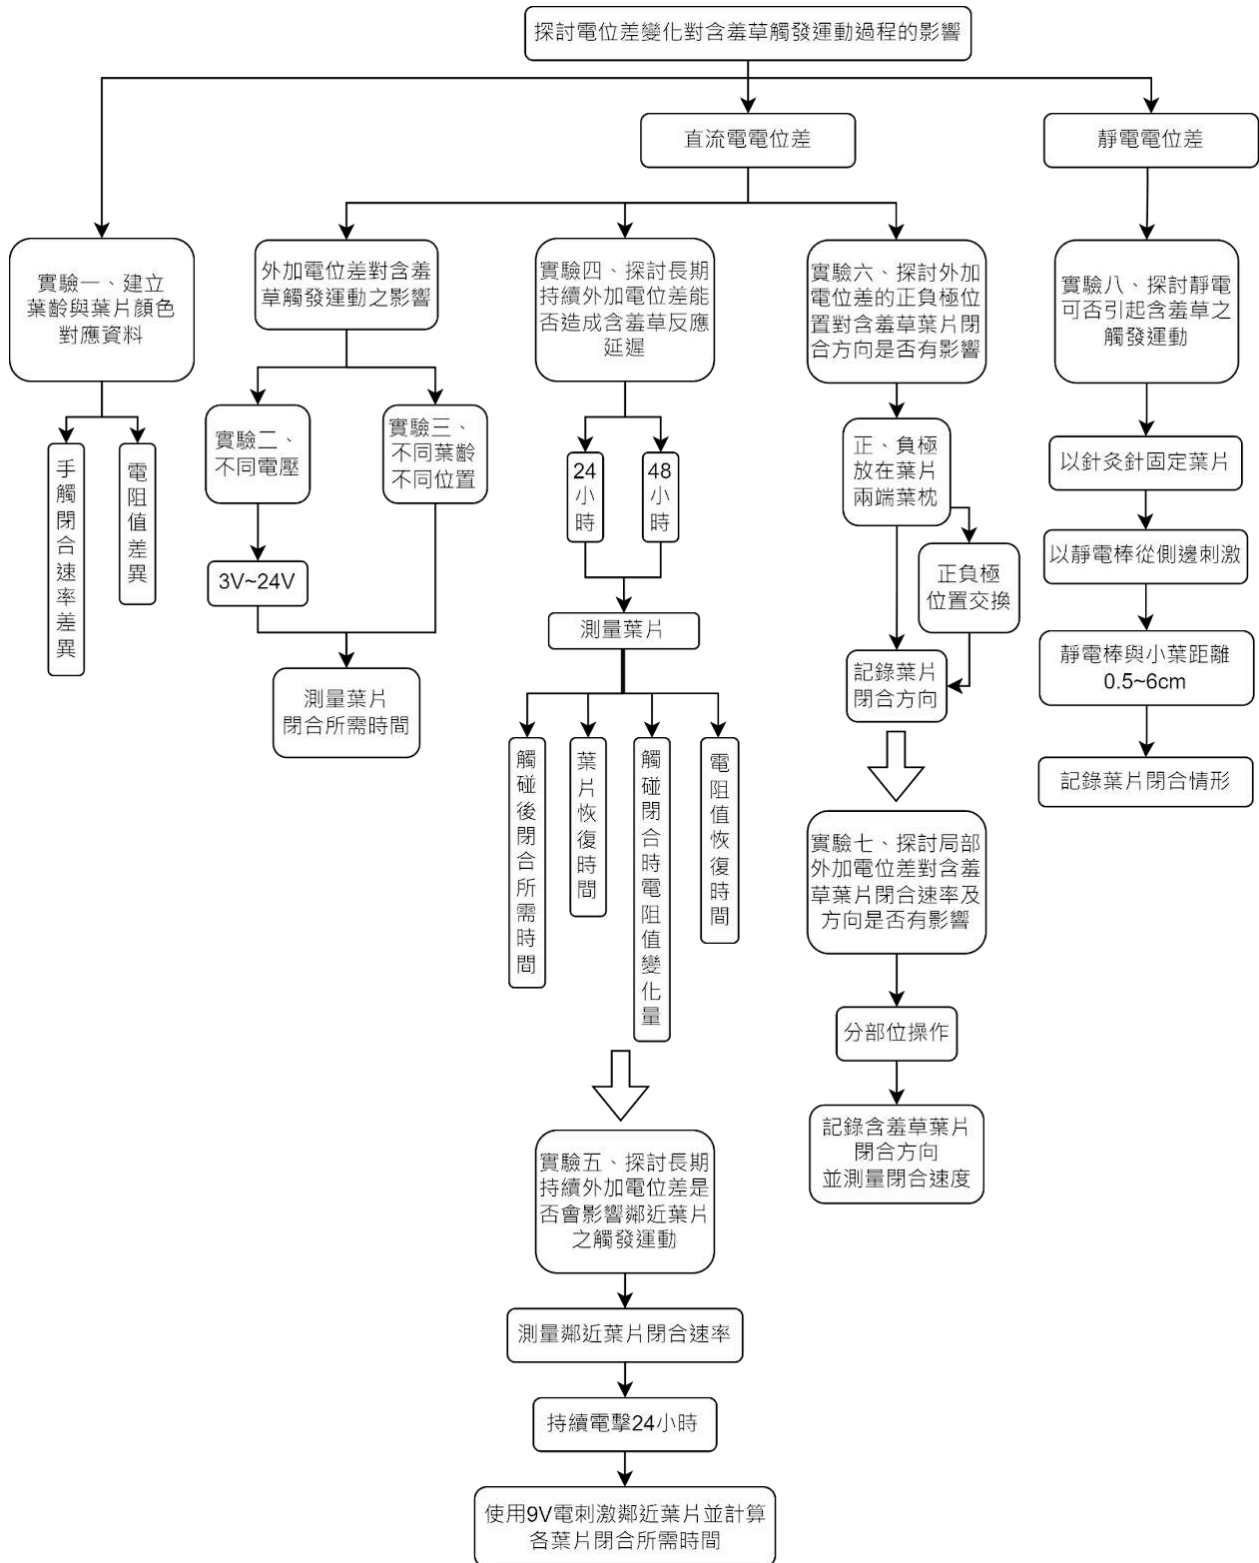 探討電位差變化對含羞草觸發運動過程的影響
直流電電位差
靜電電位差
實驗一、建立
葉齡與葉片顏色
對應資料
手觸閉合速率差異
電阻值差異
外加電位差對含羞
草觸發運動之影響
實驗二、
不同電壓
3V~24V
實驗三、
不同葉齡
不同位置
測量葉片
閉合所需時間
實驗四、探討長期
持續外加電位差能
否造成含羞草反應
延遲
24
小
時
48
小
時
測量葉片
觸碰後閉合所需時間
葉片恢復時間
觸碰閉合時電阻值變化量
電阻值恢復時間
實驗五、探討長期
持續外加電位差是
否會影響鄰近葉片
之觸發運動
測量鄰近葉片閉合速率
持續電擊24小時
使用9V電刺激鄰近葉片並計算
各葉片閉合所需時間
實驗六、探討外加
電位差的正負極位
置對含羞草葉片閉
合方向是否有影響
正、負極
放在葉片
兩端葉枕
正負極
位置交換
記錄葉片
閉合方向
實驗七、探討局部
外加電位差對含羞
草葉片閉合速率及
方向是否有影響
分部位操作
記錄含羞草葉片
閉合方向
並測量閉合速度
實驗八、探討靜電
可否引起含羞草之
觸發運動
以針灸針固定葉片
以靜電棒從側邊刺激
靜電棒與小葉距離
0.5~6cm
記錄葉片閉合情形